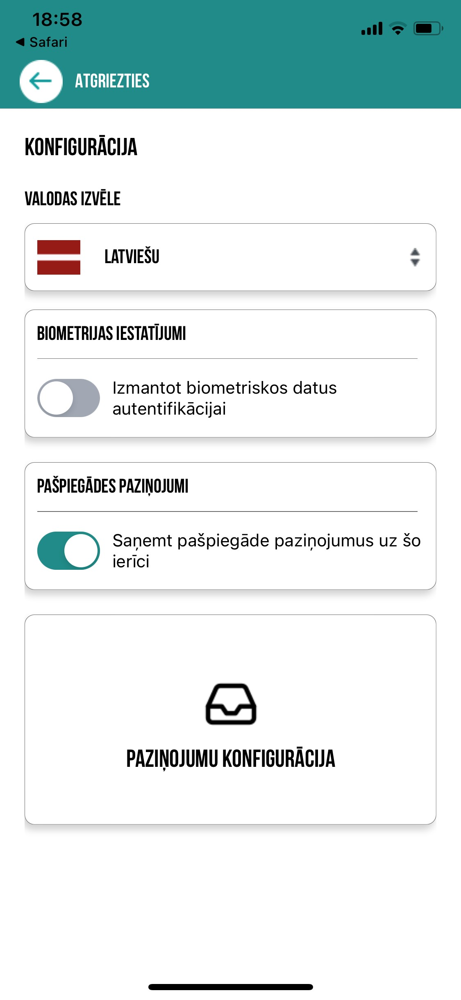 18:58
◀ Safari
ATGRIEZTIES
KONFIGURĀCIJA
VALODAS IZVĒLE
LATVIEŠU
BIOMETRIJAS IESTATĪJUMI
Izmantot biometriskos datus
autentifikācijai
PAŠPIEGĀDES PAZIŅOJUMI
Saņemt pašpiegāde paziņojumus uz šo
ierīci
PAZIŅOJUMU KONFIGURĀCIJA